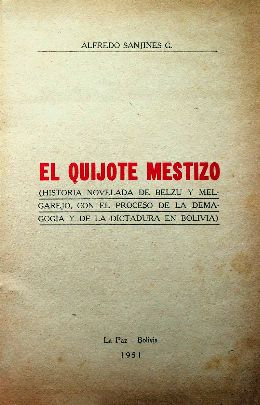 ALFREDO SANJINES G.
EL QUIJOTE MESTIZO
(HISTORIA NOVELADA DE BELZU Y MEL-
GAREJO, CON EL PROCESO DE LA DEMA-
GOGIA Y DE LA DICTADURA EN BOLIVIA)
La Paz - Bolivia
1951